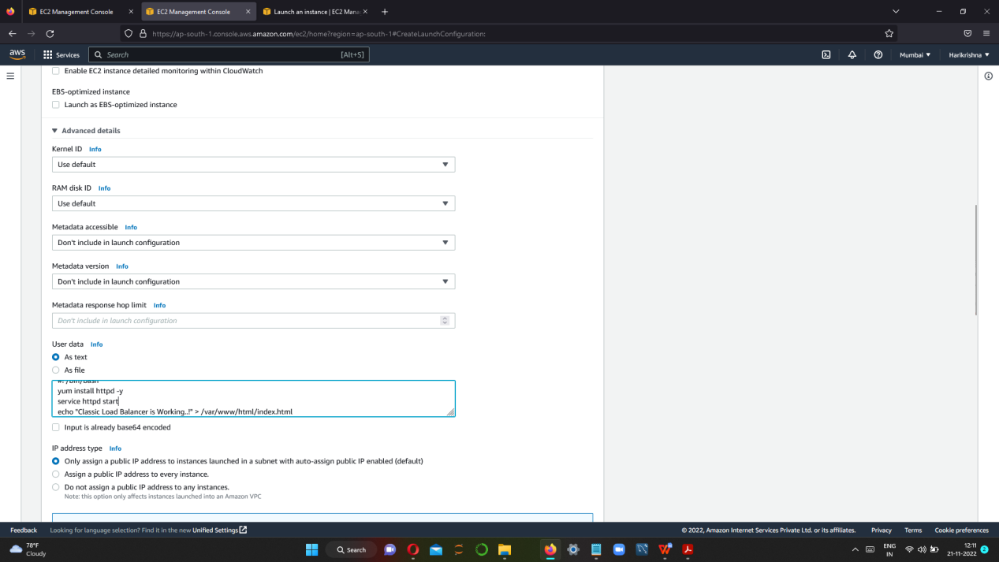 EC2 Management Console
EC2 Management Console
Launch an instance | EC2 Mana
https://ap-south-1.console.aws.amazon.com/ec2/home?region=ap-south-1#CreateLaunchConfiguration:
aws
Services
Search
[Alt+S]
Mumbai
Harikrishna
Enable EC2 instance detailed monitoring within CloudWatch
EBS-optimized instance
Launch as EBS-optimized instance
Advanced details
Kernel ID Info
Use default
RAM disk ID Info
Use default
Metadata accessible Info
Don't include in launch configuration
Metadata version Info
Don't include in launch configuration
Metadata response hop limit Info
Don't include in launch configuration
User data Info
As text
As file
#! /bin/bash
yum install httpd -y
service httpd start
echo "Classic Load Balancer is Working..!" > /var/www/html/index.html
Input is already base64 encoded
IP address type Info
Only assign a public IP address to instances launched in a subnet with auto-assign public IP enabled (default)
Assign a public IP address to every instance.
Do not assign a public IP address to any instances.
Note: this option only affects instances launched into an Amazon VPC
Feedback
Looking for language selection? Find it in the new Unified Settings
© 2022, Amazon Internet Services Private Ltd. or its affiliates.
Privacy
Terms
Cookie preferences
78°F
Cloudy
Search
ENG
IN
12:11
21-11-2022
2